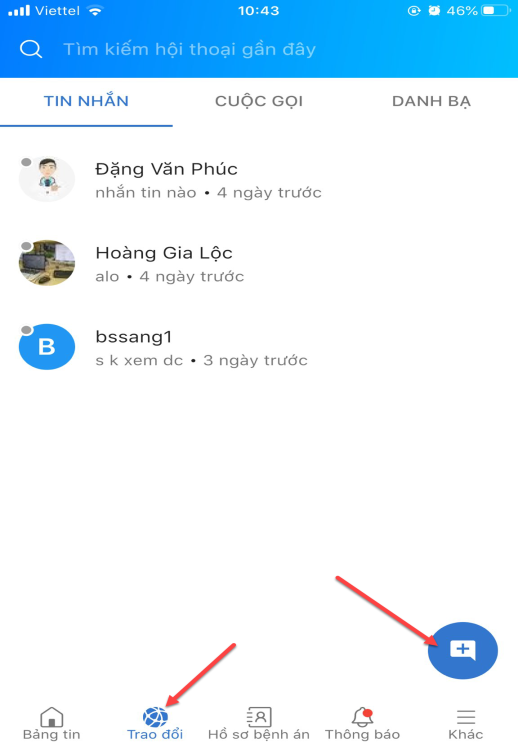 Viettel 10:43 46%
Tìm kiếm hội thoại gần đây
TIN NHẮN CUỘC GỌI DANH BẠ
Đặng Văn Phúc
nhắn tin nào • 4 ngày trước
Hoàng Gia Lộc
alo • 4 ngày trước
B
bssang1
s k xem dc • 3 ngày trước
Bảng tin Trao đổi Hồ sơ bệnh án Thông báo Khác